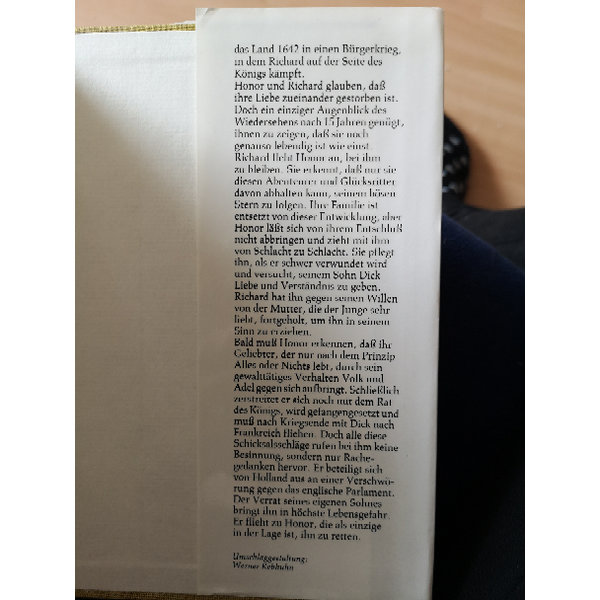 das Land 1642 in einen Bürgerkrieg,
in dem Richard auf der Seite des
Königs kämpft.
Honor und Richard glauben, daß
ihre Liebe zueinander gestorben ist.
Doch ein einziger Augenblick des
Wiedersehens nach 15 Jahren genügt,
ihnen zu zeigen, daß sie noch
genauso lebendig ist wie einst.
Richard fleht Honor an, bei ihm
zu bleiben. Sie erkennt, daß nur sie
diesen Abenteurer und Glücksritter
davon abhalten kann, seinem bösen
Stern zu folgen. Ihre Familie ist
entsetzt von dieser Entwicklung, aber
Honor läßt sich von ihrem Entschluß
nicht abbringen und zieht mit ihm
von Schlacht zu Schlacht. Sie pflegt
ihn, als er schwer verwundet wird
und versucht, seinem Sohn Dick
Liebe und Verständnis zu geben.
Richard hat ihn gegen seinen Willen
von der Mutter, die der Junge sehr
liebt, fortgeholt, um ihn in seinem
Sinn zu erziehen.
Bald muß Honor erkennen, daß ihr
Geliebter, der nur nach dem Prinzip
Alles oder Nichts lebt, durch sein
gewalttätiges Verhalten Volk und
Adel gegen sich aufbringt. Schließlich
zerstreitet er sich noch mit dem Rat
des Königs, wird gefangengesetzt und
muß nach Kriegsende mit Dick nach
Frankreich fliehen. Doch alle diese
Schicksalsschläge rufen bei ihm keine
Besinnung, sondern nur Rache-
gedanken hervor. Er beteiligt sich
von Holland aus an einer Verschwö-
rung gegen das englische Parlament.
Der Verrat seines eigenen Sohnes
bringt ihn in höchste Lebensgefahr.
Er flieht zu Honor, die als einzige
in der Lage ist, ihn zu retten.
Umschlaggestaltung:
Werner Rebhuhn